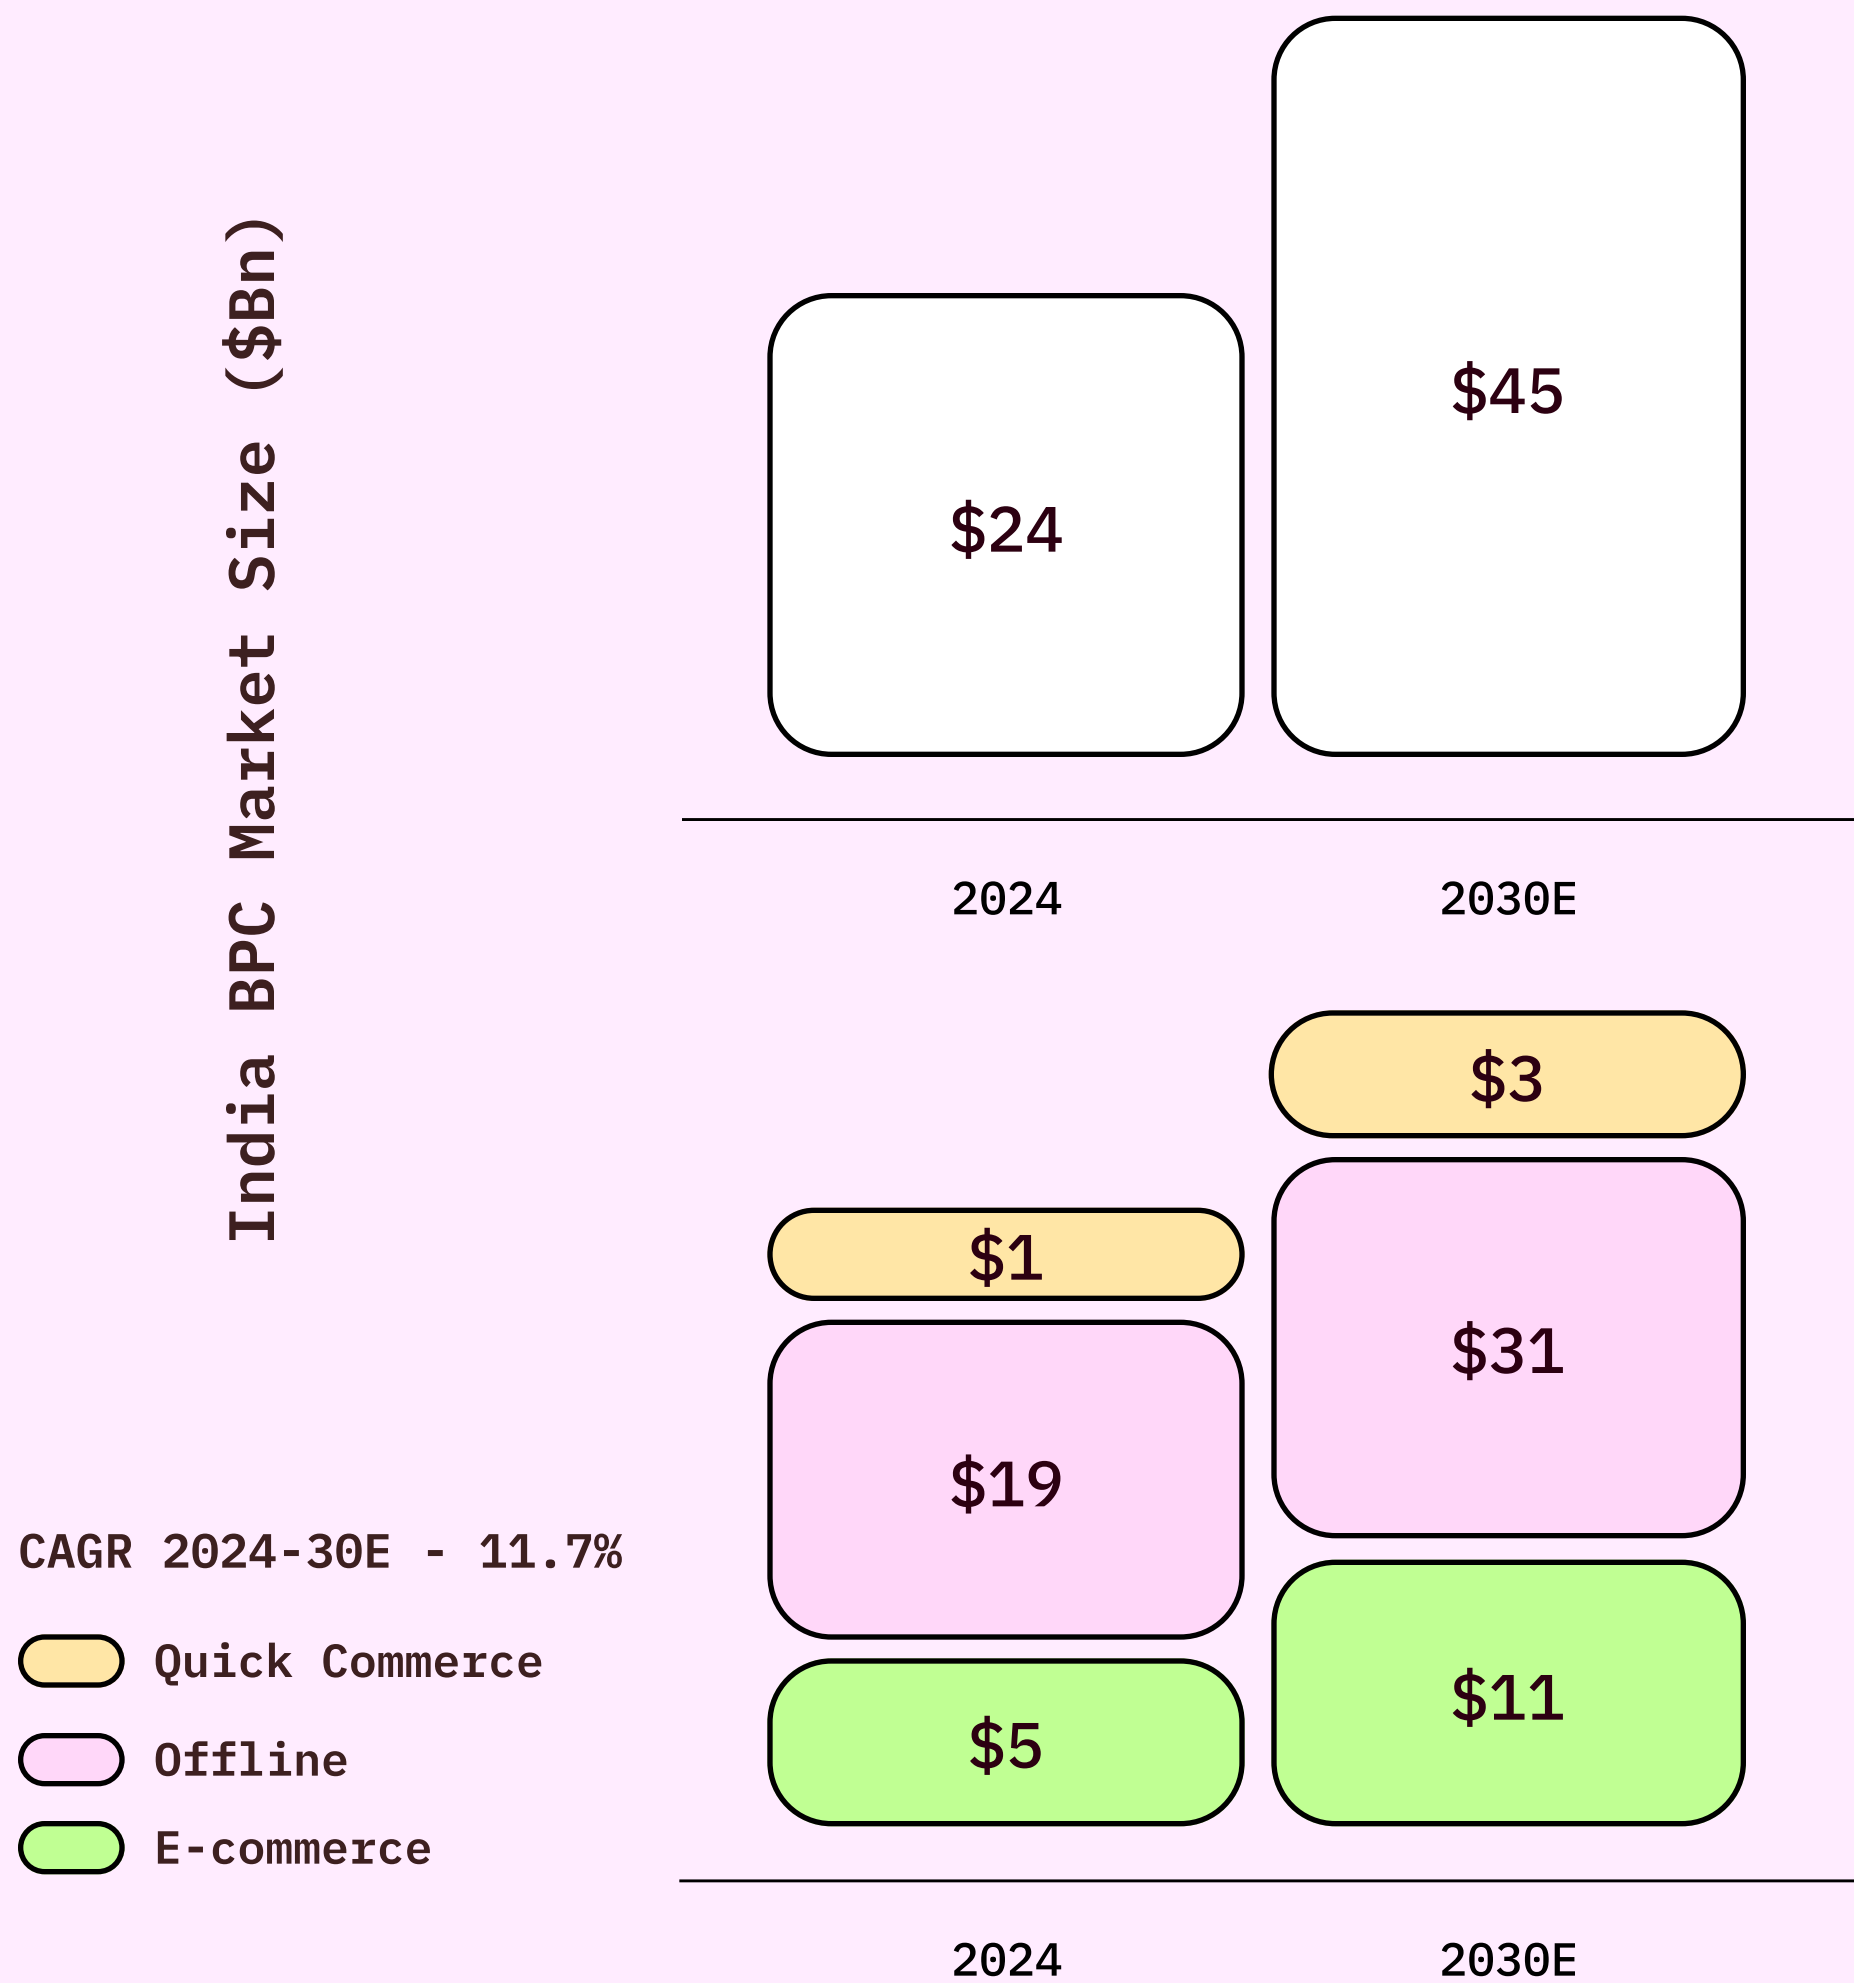 India BPC Market Size ($Bn)
$24
$45
2024
2030E
$3
$1
$31
$19
$11
$5
CAGR 2024-30E - 11.7%
Quick Commerce
Offline
E-commerce
2024
2030E